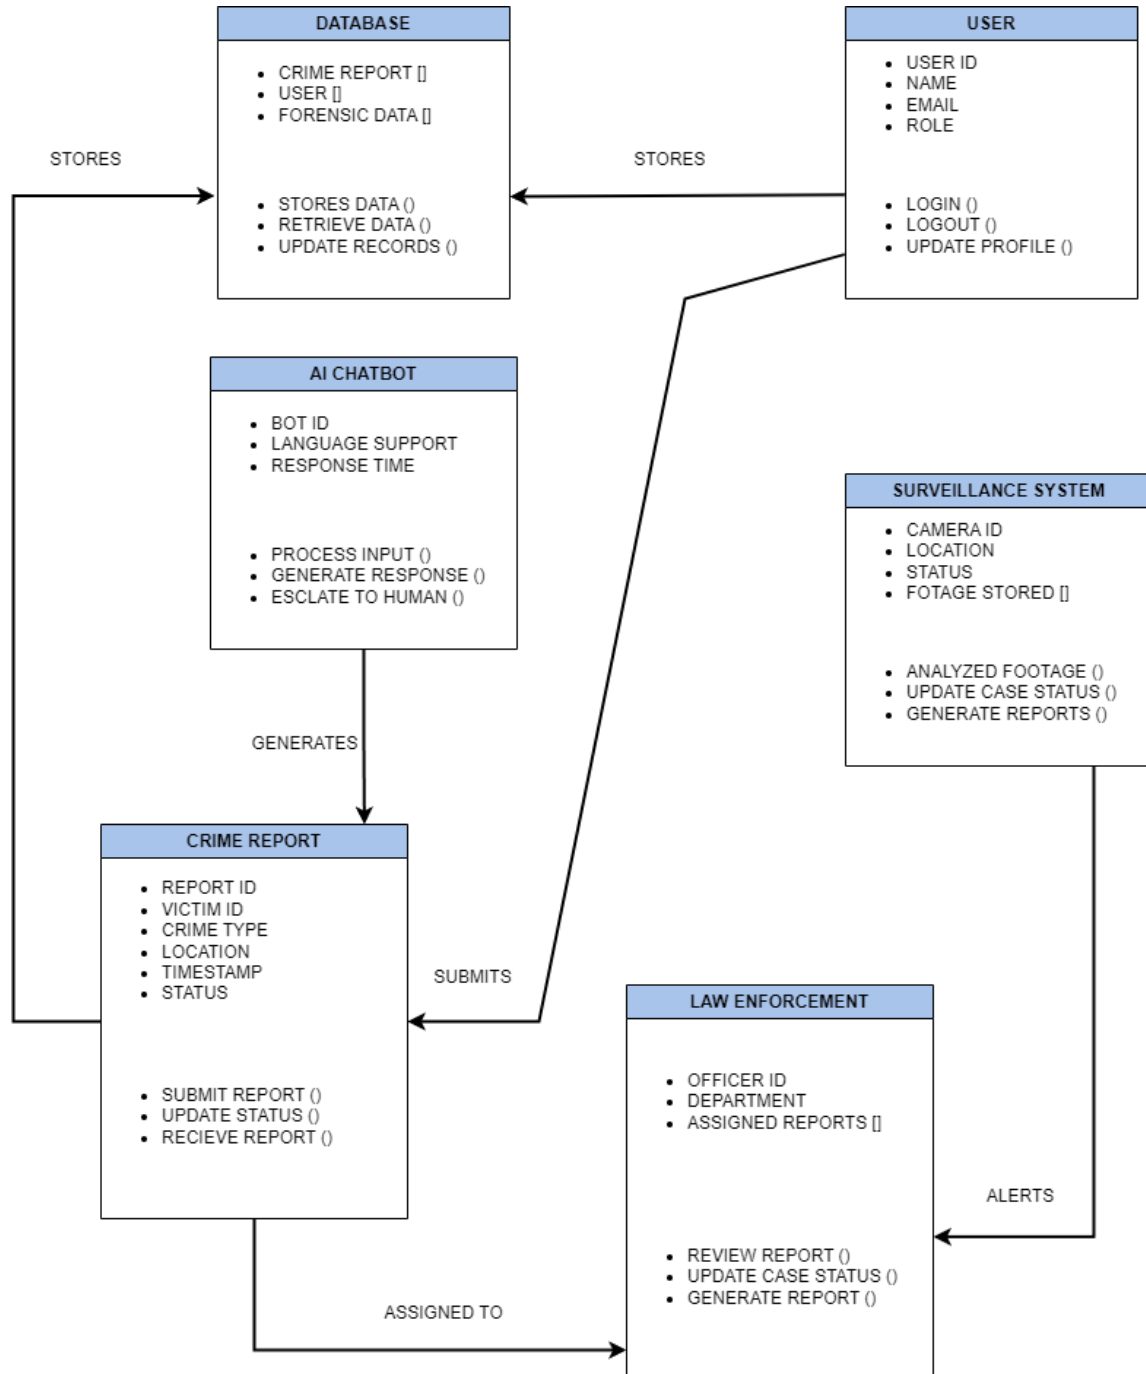 DATABASE
CRIME REPORT []
USER []
FORENSIC DATA []
STORES DATA ()
RETRIEVE DATA ()
UPDATE RECORDS ()
USER
USER ID
NAME
EMAIL
ROLE
LOGIN ()
LOGOUT ()
UPDATE PROFILE ()
STORES
STORES
AI CHATBOT
BOT ID
LANGUAGE SUPPORT
RESPONSE TIME
PROCESS INPUT ()
GENERATE RESPONSE ()
ESCLATE TO HUMAN ()
SURVEILLANCE SYSTEM
CAMERA ID
LOCATION
STATUS
FOTAGE STORED []
ANALYZED FOOTAGE ()
UPDATE CASE STATUS ()
GENERATE REPORTS ()
GENERATES
CRIME REPORT
REPORT ID
VICTIM ID
CRIME TYPE
LOCATION
TIMESTAMP
STATUS
SUBMIT REPORT ()
UPDATE STATUS ()
RECIEVE REPORT ()
SUBMITS
LAW ENFORCEMENT
OFFICER ID
DEPARTMENT
ASSIGNED REPORTS []
REVIEW REPORT ()
UPDATE CASE STATUS ()
GENERATE REPORT ()
ALERTS
ASSIGNED TO